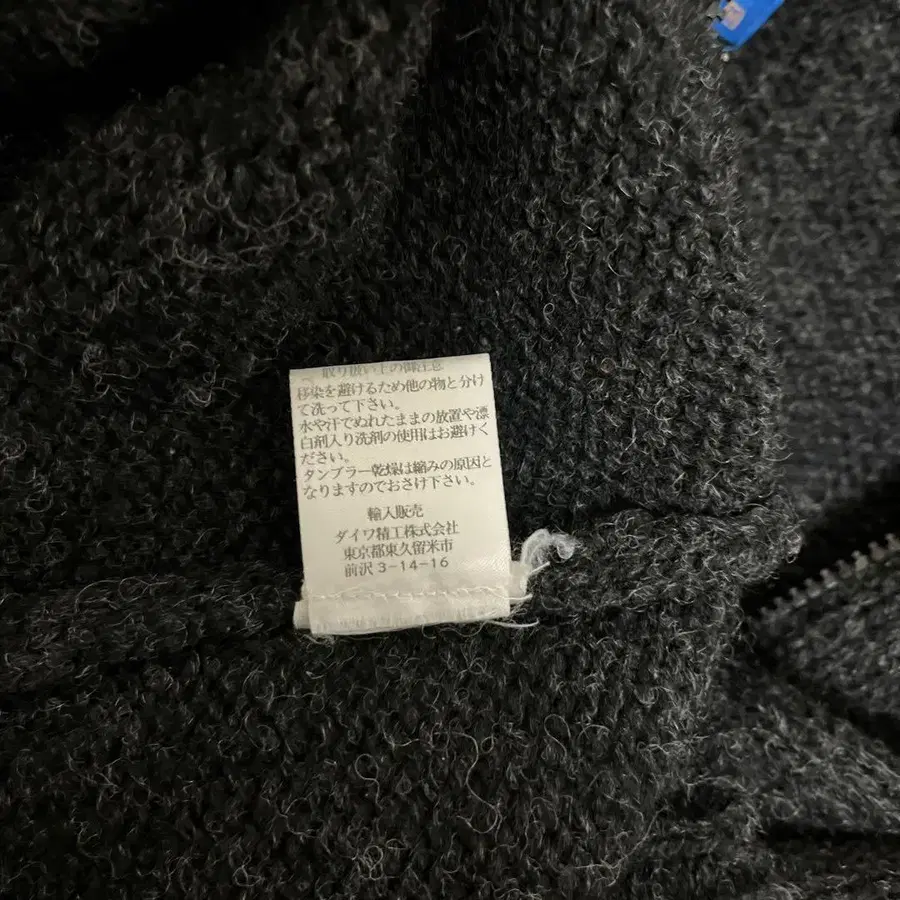 取り扱い上の御注意
移染を避けるため他の物と分け
て洗って下さい。
水や汗でぬれたままの放置や漂
白剤入り洗剤の使用はお避けく
ださい。
タンブラー乾燥は縮みの原因と
なりますのでおさけ下さい。
輸入販売
ダイワ精工株式会社
東京都東久留米市
前沢 3-14-16